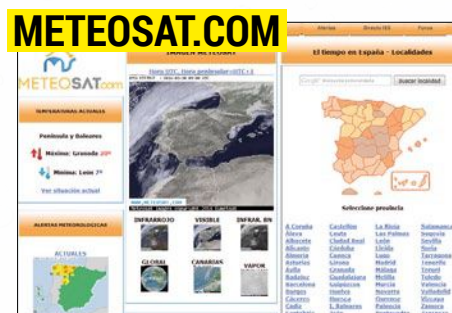 METEOSAT.COM
METEOSAT.com
IMAGEN METEOSAT
TEMPERATURAS ACTUALES
Península y Baleares
Máxima: Granada 20º
Mínima: León 7º
Ver situación actual
ALERTAS METEOROLÓGICAS
ACTUALES
INFRARROJO VISIBLE INFRAR. BN
GLOBAL CANARIAS VAPOR
El tiempo en España - Localidades
Buscar localidad
Seleccione provincia
A Coruña Castellón La Rioja Salamanca
Álava Ceuta Las Palmas Segovia
Albacete Ciudad Real León Sevilla
Alicante Córdoba Lleida Soria
Almería Cuenca Lugo Tarragona
Asturias Girona Madrid Tenerife
Ávila Granada Málaga Teruel
Badajoz Guadalajara Melilla Toledo
Barcelona Guipúzcoa Murcia Valencia
Burgos Huelva Navarra Valladolid
Cáceres Huesca Ourense Vizcaya
Cádiz I. Baleares Palencia Zamora